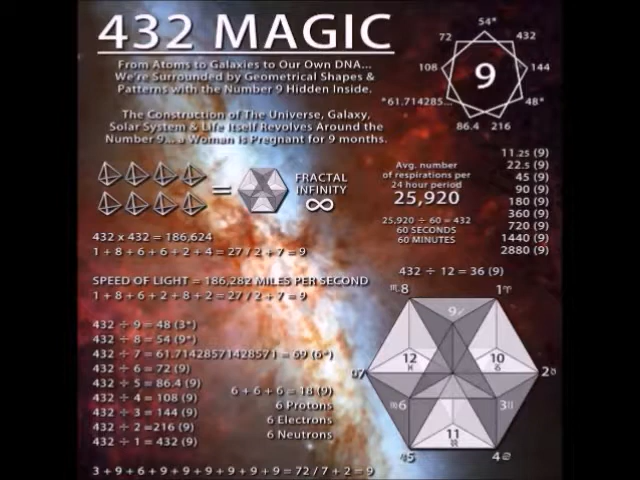 432 MAGIC
From Atoms to Galaxies to Our Own DNA...
We're Surrounded by Geometrical Shapes &
Patterns with the Number 9 Hidden Inside.
The Construction of The Universe, Galaxy,
Solar System & Life Itself Revolves Around the
Number 9... a Woman is Pregnant for 9 months.
54*
72
432
108
9
144
*61.714285...
48*
86.4
216
=
FRACTAL
INFINITY
∞
Avg. number
of respirations per
24 hour period
25,920
25,920 ÷ 60 = 432
60 SECONDS
60 MINUTES
11.25 (9)
22.5 (9)
45 (9)
90 (9)
180 (9)
360 (9)
720 (9)
1440 (9)
2880 (9)
432 x 432 = 186,624
1 + 8 + 6 + 6 + 2 + 4 = 27 / 2 + 7 = 9
SPEED OF LIGHT = 186,282 MILES PER SECOND
1 + 8 + 6 + 2 + 8 + 2 = 27 / 2 + 7 = 9
432 ÷ 9 = 48 (3*)
432 ÷ 8 = 54 (9*)
432 ÷ 7 = 61.71428571428571 = 69 (6*)
432 ÷ 6 = 72 (9)
432 ÷ 5 = 86.4 (9)
432 ÷ 4 = 108 (9)
432 ÷ 3 = 144 (9)
432 ÷ 2 =216 (9)
432 ÷ 1 = 432 (9)
6 + 6 + 6 = 18 (9)
6 Protons
6 Electrons
6 Neutrons
3 + 9 + 6 + 9 + 9 + 9 + 9 + 9 + 9 = 72 / 7 + 2 = 9
432 ÷ 12 = 36 (9)
♏8
1♈
9♐
12
♓
10
♉7
2♉
♍6
3♊
11
♒
5
4